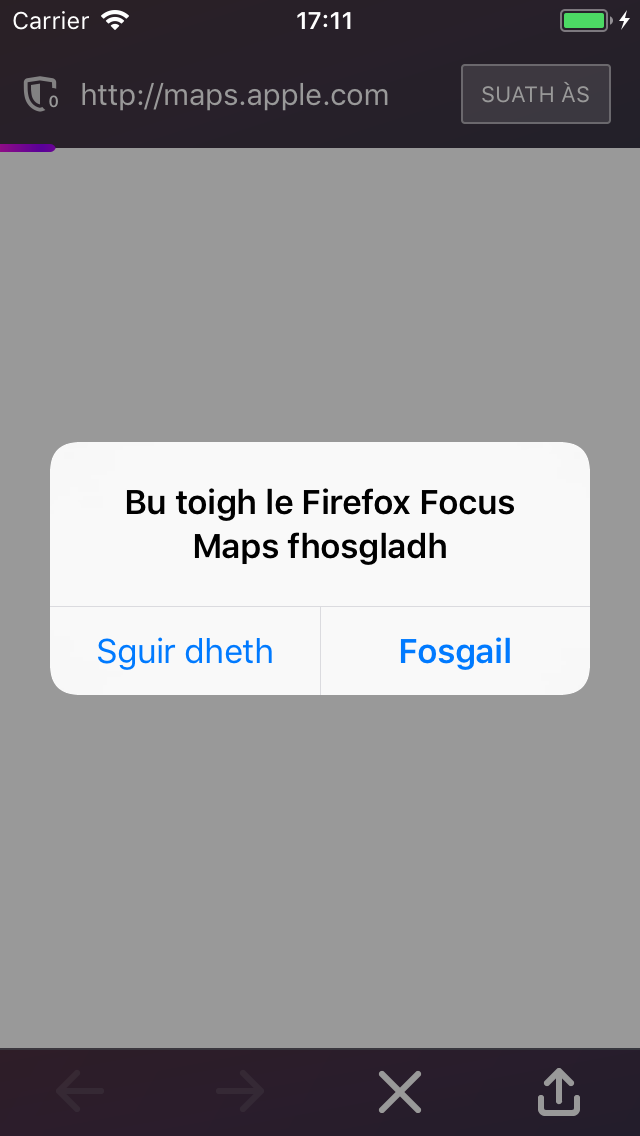 Carrier 17:11
0 http://maps.apple.com SUATH ÀS
Bu toigh le Firefox Focus
Maps fhosgladh
Sguir dheth Fosgail